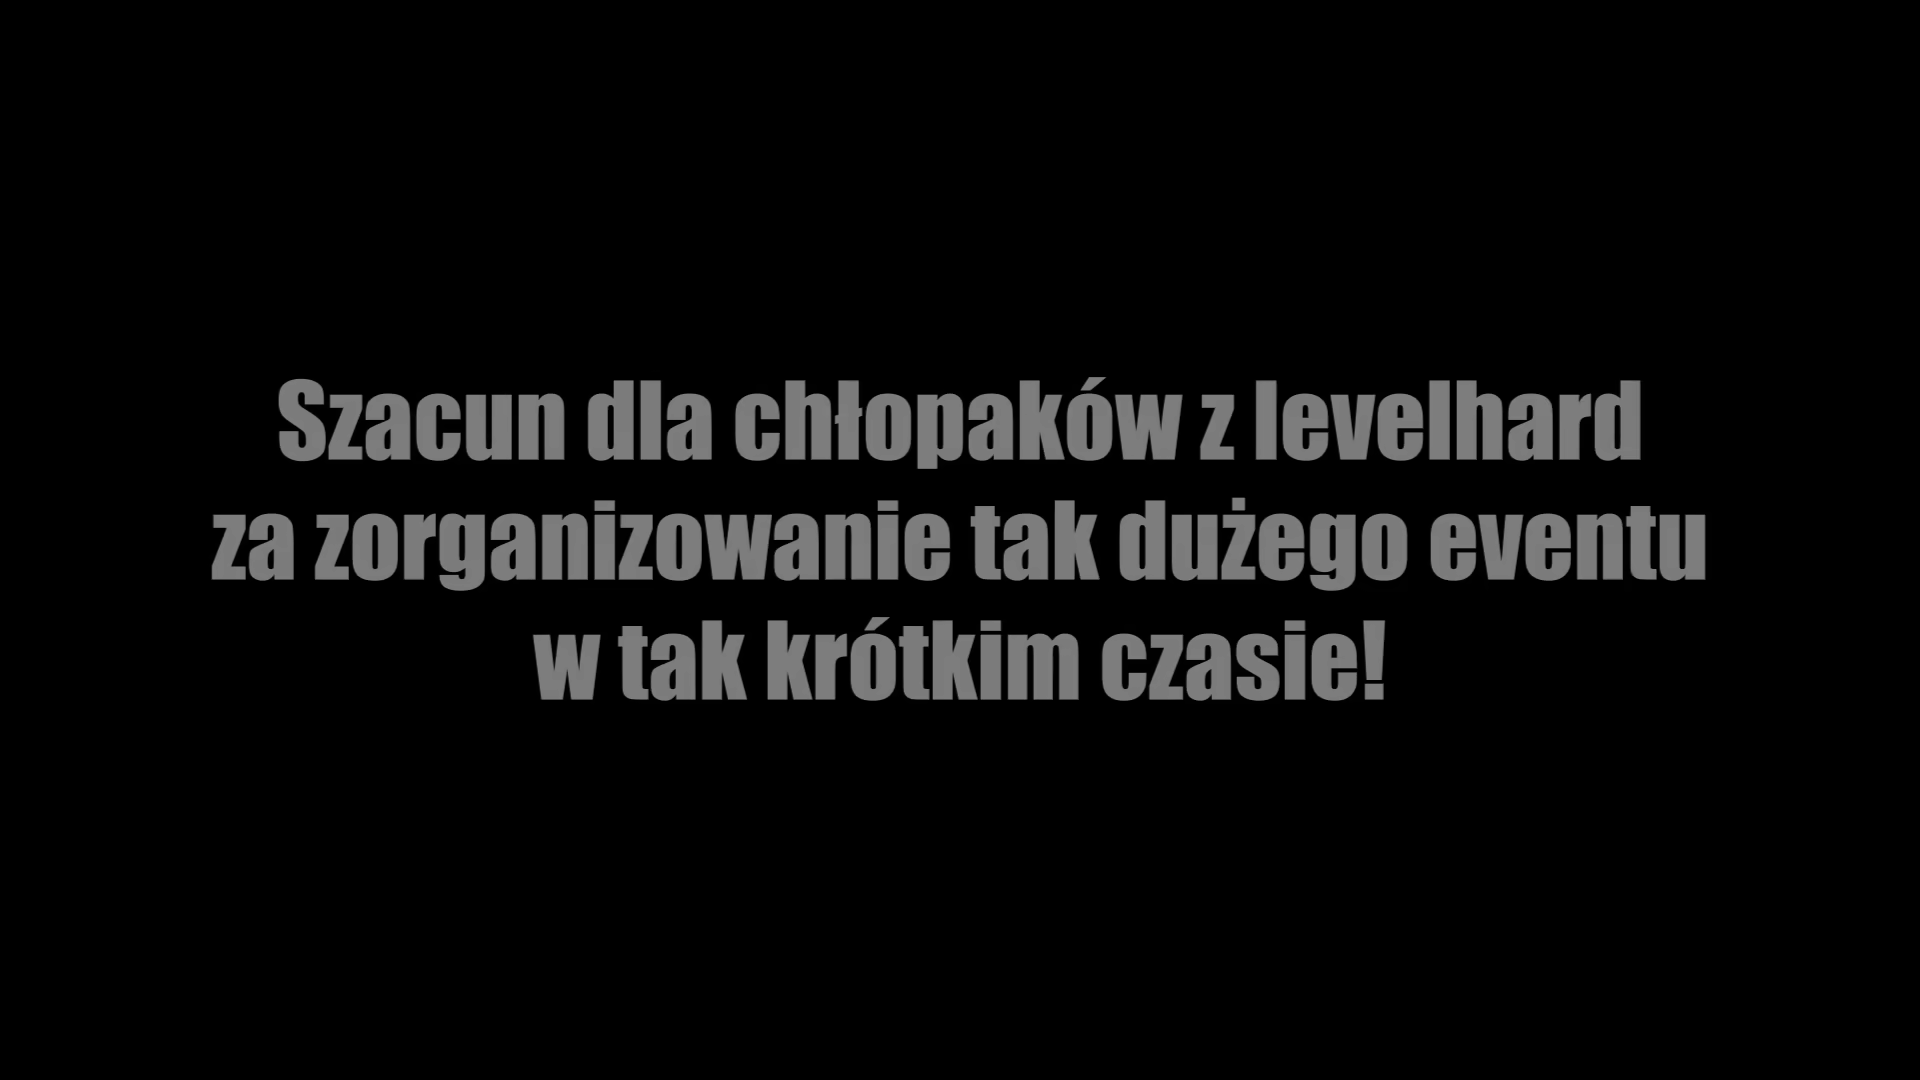 Szacun dla chłopaków z levelhard
za zorganizowanie tak dużego eventu
w tak krótkim czasie!